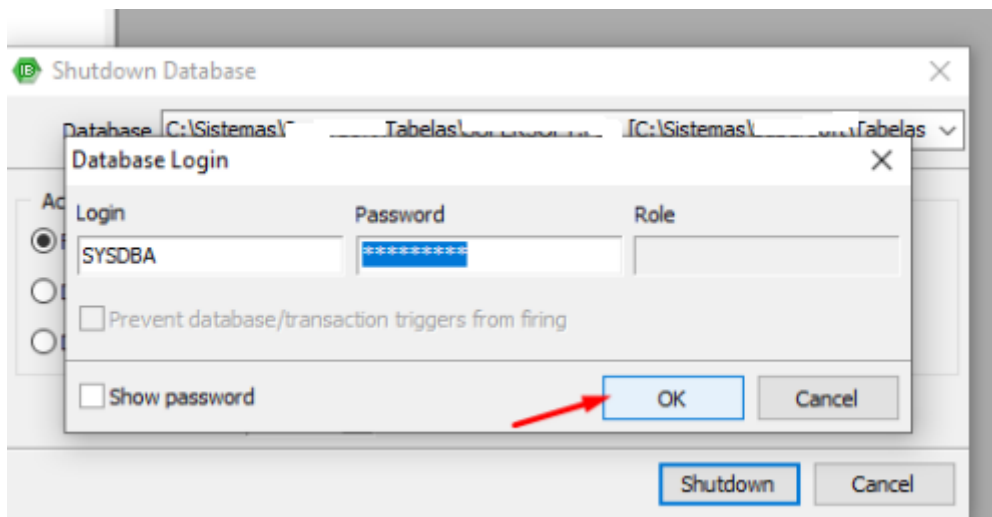 Shutdown Database
Database C:\Sistemas\ Tabelas\ [C:\Sistemas\ \Tabelas
Database Login
Login Password Role
SYSDBA *********
Prevent database/transaction triggers from firing
Show password OK Cancel
Shutdown Cancel